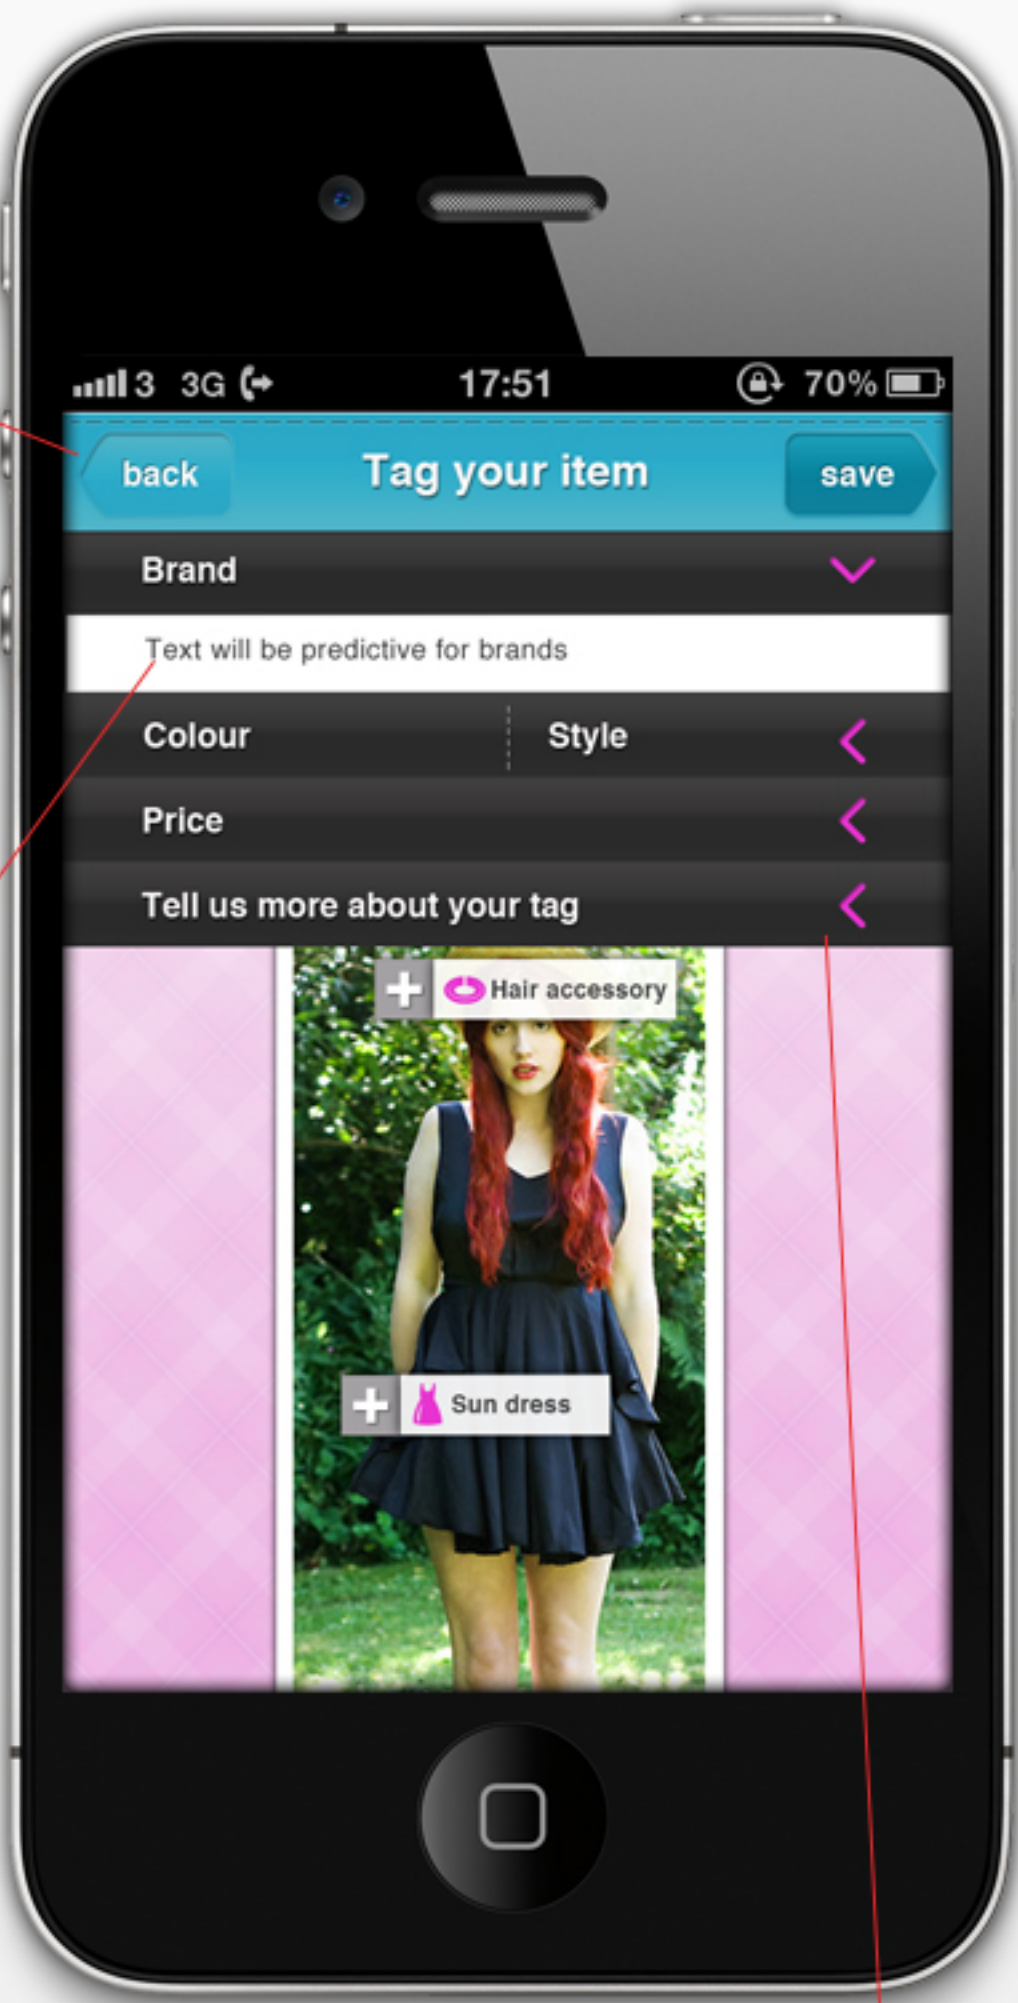 3 3G 17:51 70%
back Tag your item save
Brand
Text will be predictive for brands
Colour Style
Price
Tell us more about your tag
Hair accessory
Sun dress